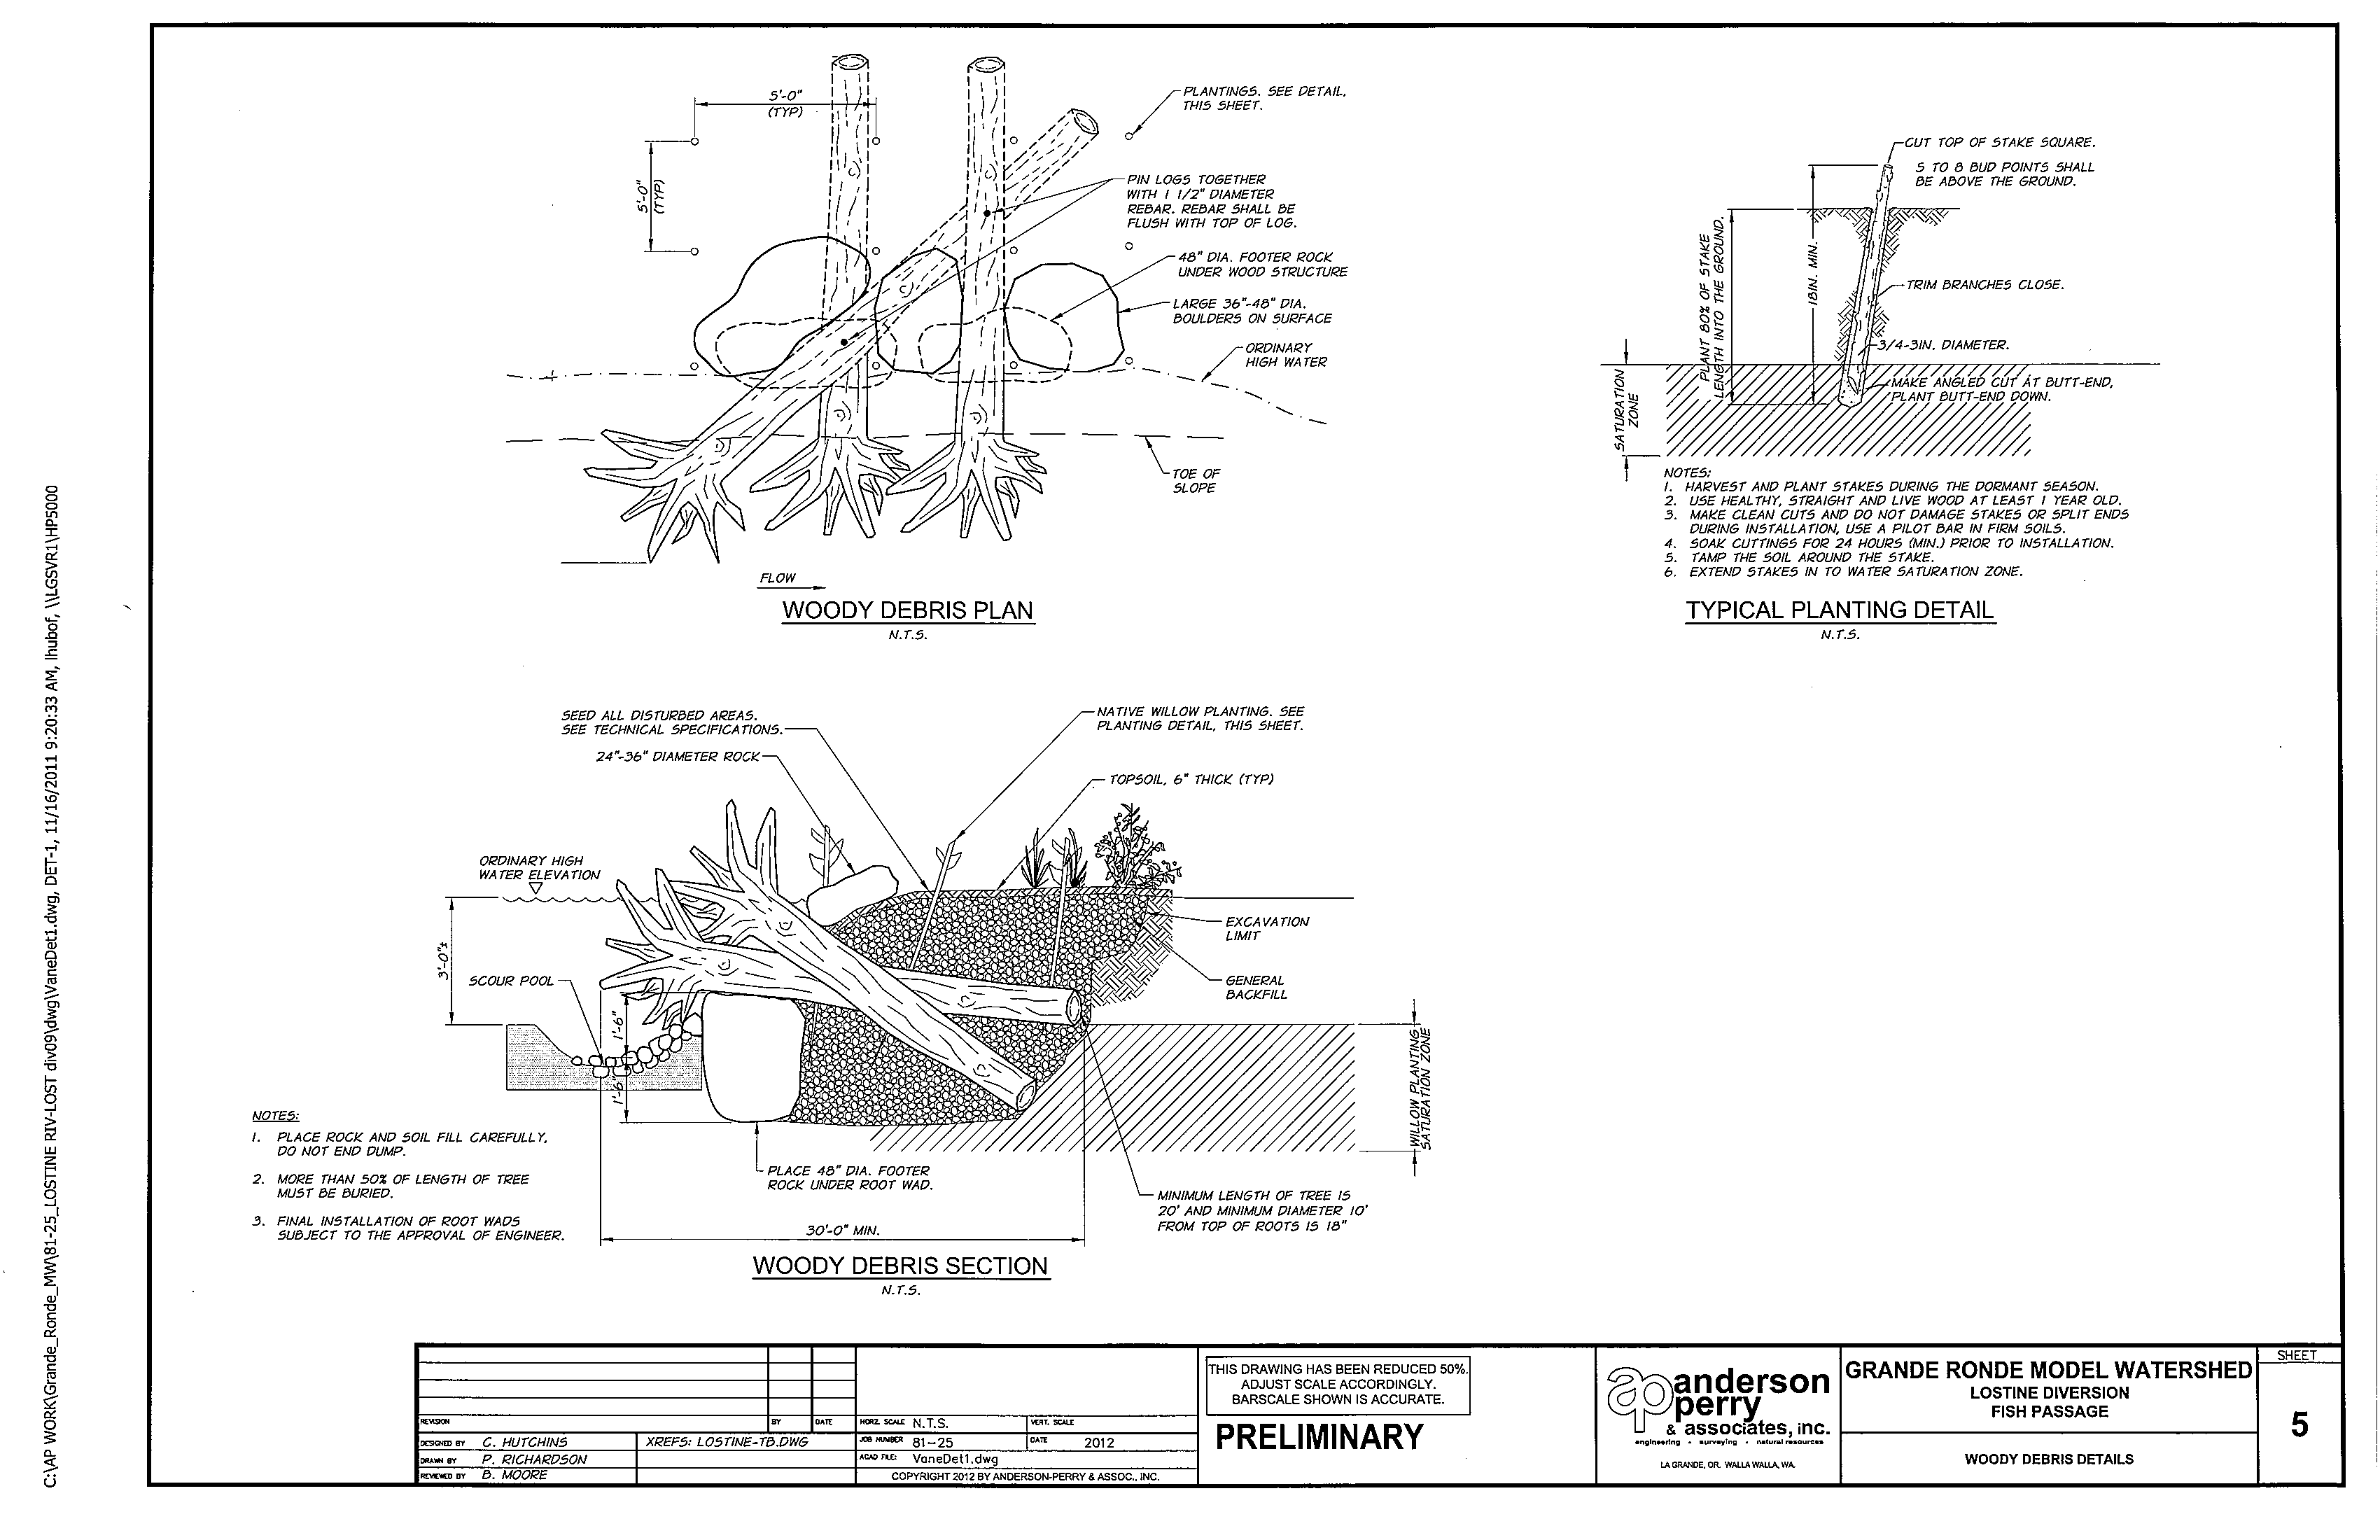 5'-0"
(TYP)
5'-0"
(TYP)
PLANTINGS. SEE DETAIL,
THIS SHEET.
PIN LOGS TOGETHER
WITH 1 1/2" DIAMETER
REBAR. REBAR SHALL BE
FLUSH WITH TOP OF LOG.
48" DIA. FOOTER ROCK
UNDER WOOD STRUCTURE
LARGE 36"-48" DIA.
BOULDERS ON SURFACE
ORDINARY
HIGH WATER
TOE OF
SLOPE
FLOW
WOODY DEBRIS PLAN
N.T.S.
CUT TOP OF STAKE SQUARE.
5 TO 8 BUD POINTS SHALL
BE ABOVE THE GROUND.
PLANT 80% OF STAKE
LENGTH INTO THE GROUND.
18IN. MIN.
TRIM BRANCHES CLOSE.
3/4-3IN. DIAMETER.
MAKE ANGLED CUT AT BUTT-END,
PLANT BUTT-END DOWN.
SATURATION
ZONE
NOTES:
1. HARVEST AND PLANT STAKES DURING THE DORMANT SEASON.
2. USE HEALTHY, STRAIGHT AND LIVE WOOD AT LEAST 1 YEAR OLD.
3. MAKE CLEAN CUTS AND DO NOT DAMAGE STAKES OR SPLIT ENDS
DURING INSTALLATION, USE A PILOT BAR IN FIRM SOILS.
4. SOAK CUTTINGS FOR 24 HOURS (MIN.) PRIOR TO INSTALLATION.
5. TAMP THE SOIL AROUND THE STAKE.
6. EXTEND STAKES IN TO WATER SATURATION ZONE.
TYPICAL PLANTING DETAIL
N.T.S.
SEED ALL DISTURBED AREAS.
SEE TECHNICAL SPECIFICATIONS.
24"-36" DIAMETER ROCK
NATIVE WILLOW PLANTING. SEE
PLANTING DETAIL, THIS SHEET.
TOPSOIL, 6" THICK (TYP)
ORDINARY HIGH
WATER ELEVATION
3'-0"±
SCOUR POOL
1'-6"
1'-6"
EXCAVATION
LIMIT
GENERAL
BACKFILL
WILLOW PLANTING
SATURATION ZONE
PLACE 48" DIA. FOOTER
ROCK UNDER ROOT WAD.
MINIMUM LENGTH OF TREE IS
20' AND MINIMUM DIAMETER 10'
FROM TOP OF ROOTS IS 18"
30'-0" MIN.
WOODY DEBRIS SECTION
N.T.S.
NOTES:
1. PLACE ROCK AND SOIL FILL CAREFULLY,
DO NOT END DUMP.
2. MORE THAN 50% OF LENGTH OF TREE
MUST BE BURIED.
3. FINAL INSTALLATION OF ROOT WADS
SUBJECT TO THE APPROVAL OF ENGINEER.
C:\AP WORK\Grande_Ronde_MW\81-25_LOSTINE RIV-LOST div09\dwg\VaneDet1.dwg, DET-1, 11/16/2011 9:20:33 AM, lhubof, \\LGSVR1\HP5000
REVISION BY DATE
DESIGNED BY C. HUTCHINS
DRAWN BY P. RICHARDSON
REVIEWED BY B. MOORE
XREFS: LOSTINE-TB.DWG
HORZ. SCALE N.T.S. VERT. SCALE
JOB NUMBER 81-25 DATE 2012
ACAD FILE: VaneDet1.dwg
COPYRIGHT 2012 BY ANDERSON-PERRY & ASSOC., INC.
THIS DRAWING HAS BEEN REDUCED 50%.
ADJUST SCALE ACCORDINGLY.
BARSCALE SHOWN IS ACCURATE.
PRELIMINARY
ap anderson
perry
& associates, inc.
engineering • surveying • natural resources
LA GRANDE, OR. WALLA WALLA, WA.
GRANDE RONDE MODEL WATERSHED
LOSTINE DIVERSION
FISH PASSAGE
WOODY DEBRIS DETAILS
SHEET
5